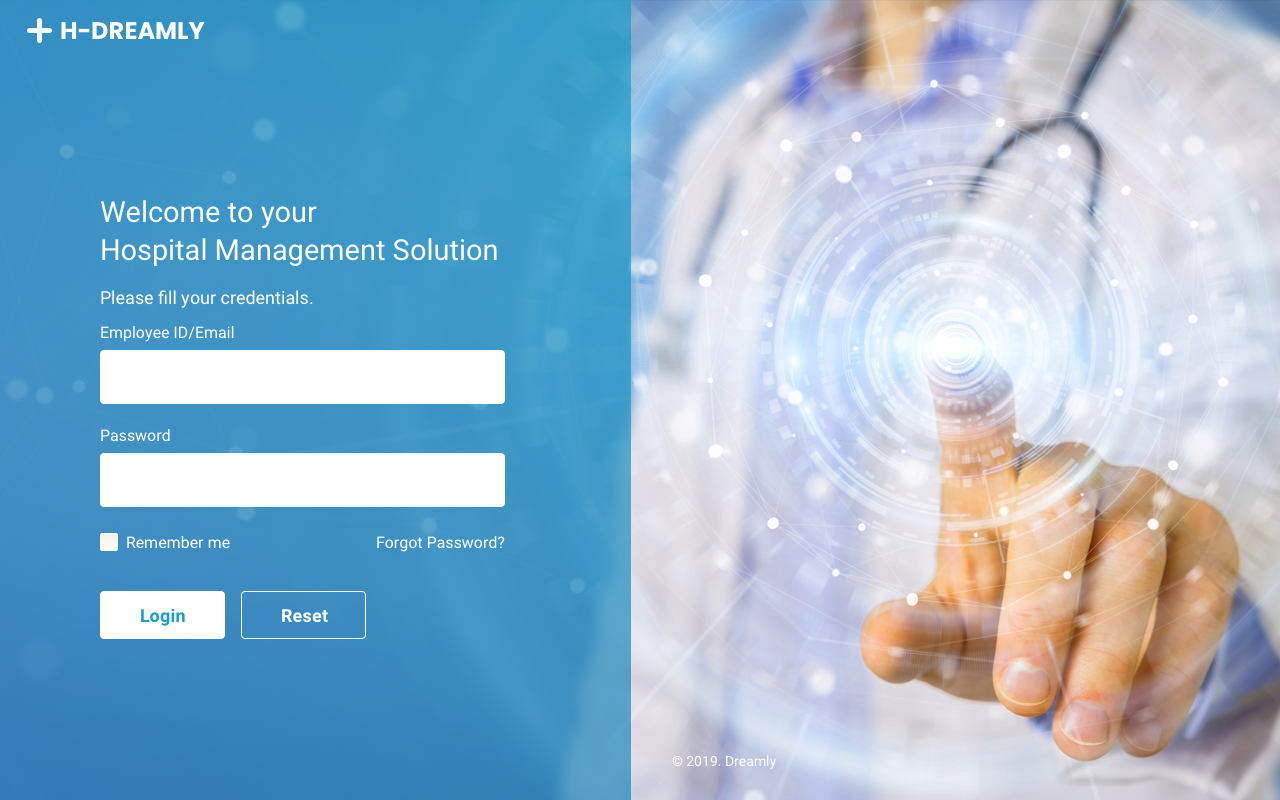 H-DREAMLY
Welcome to your
Hospital Management Solution
Please fill your credentials.
Employee ID/Email
Password
Remember me
Forgot Password?
Login
Reset
© 2019. Dreamly